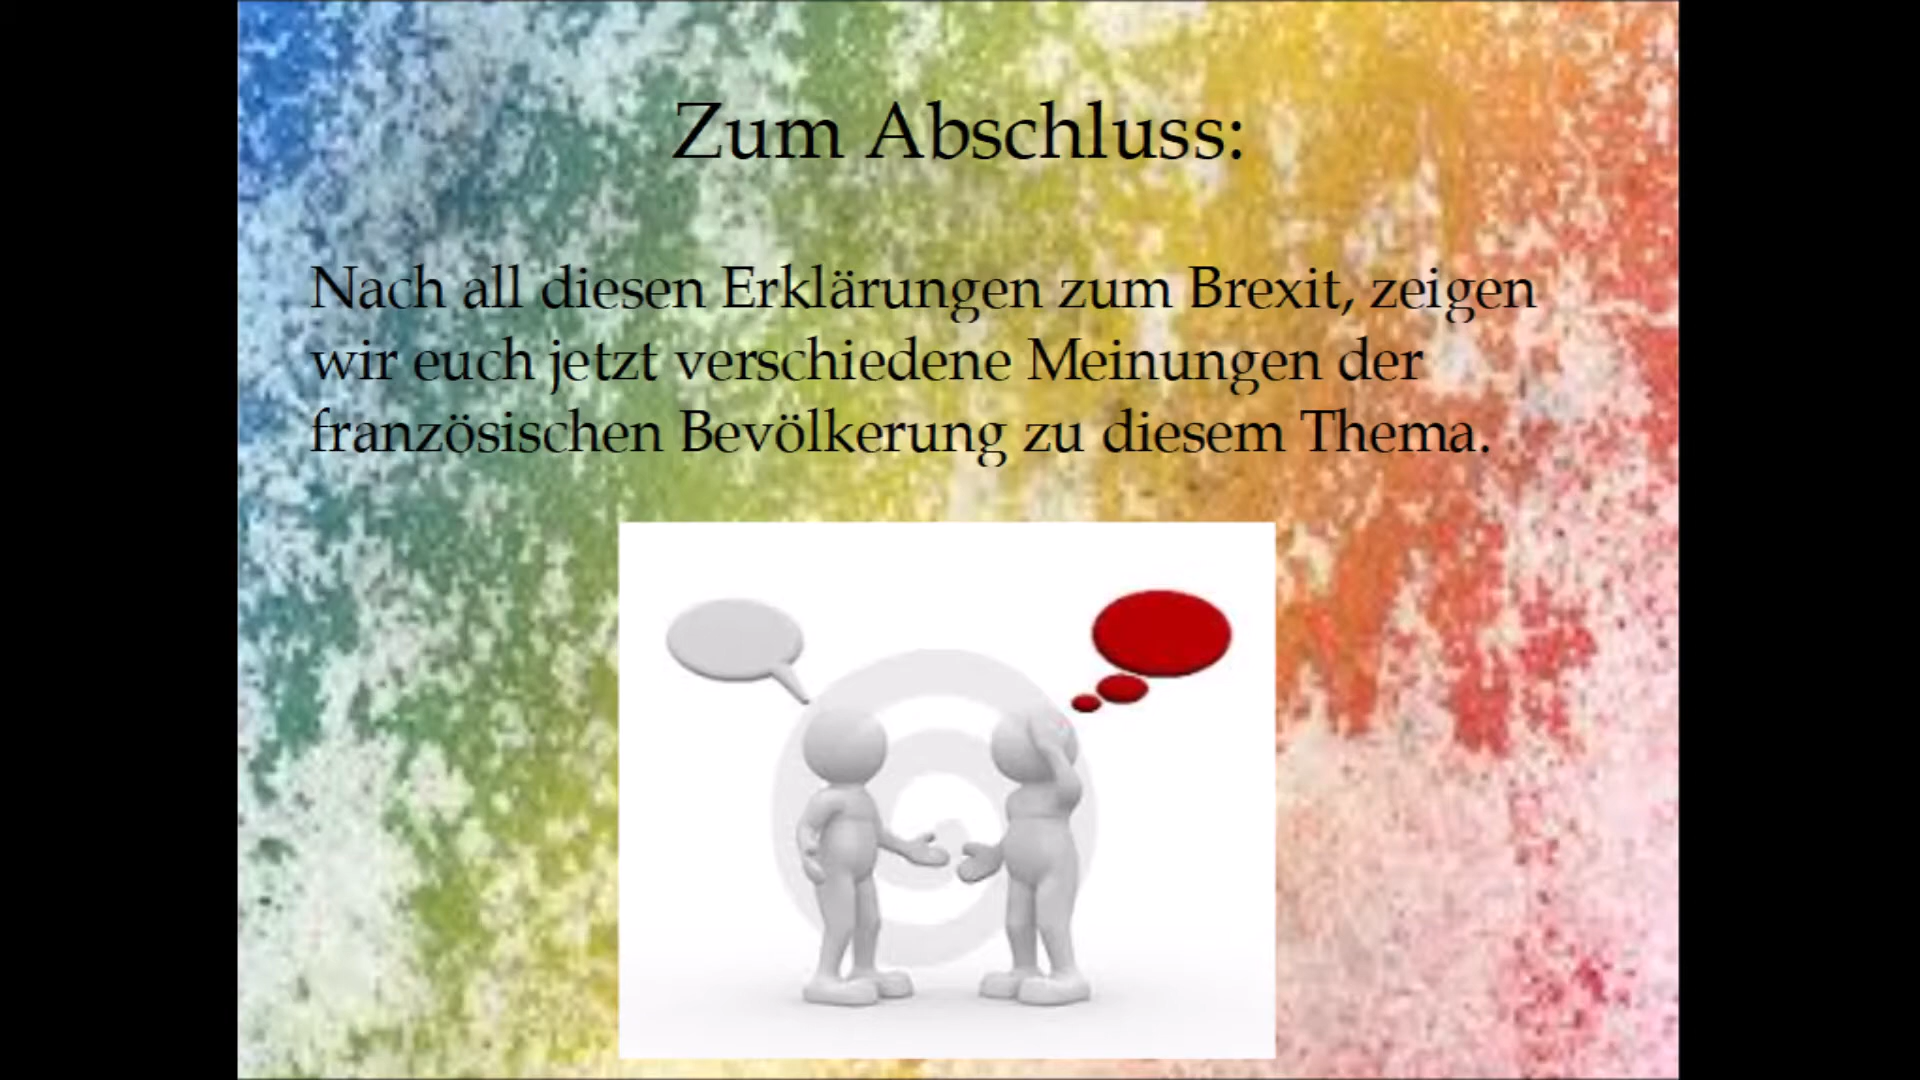 Zum Abschluss:
Nach all diesen Erklärungen zum Brexit, zeigen
wir euch jetzt verschiedene Meinungen der
französischen Bevölkerung zu diesem Thema.